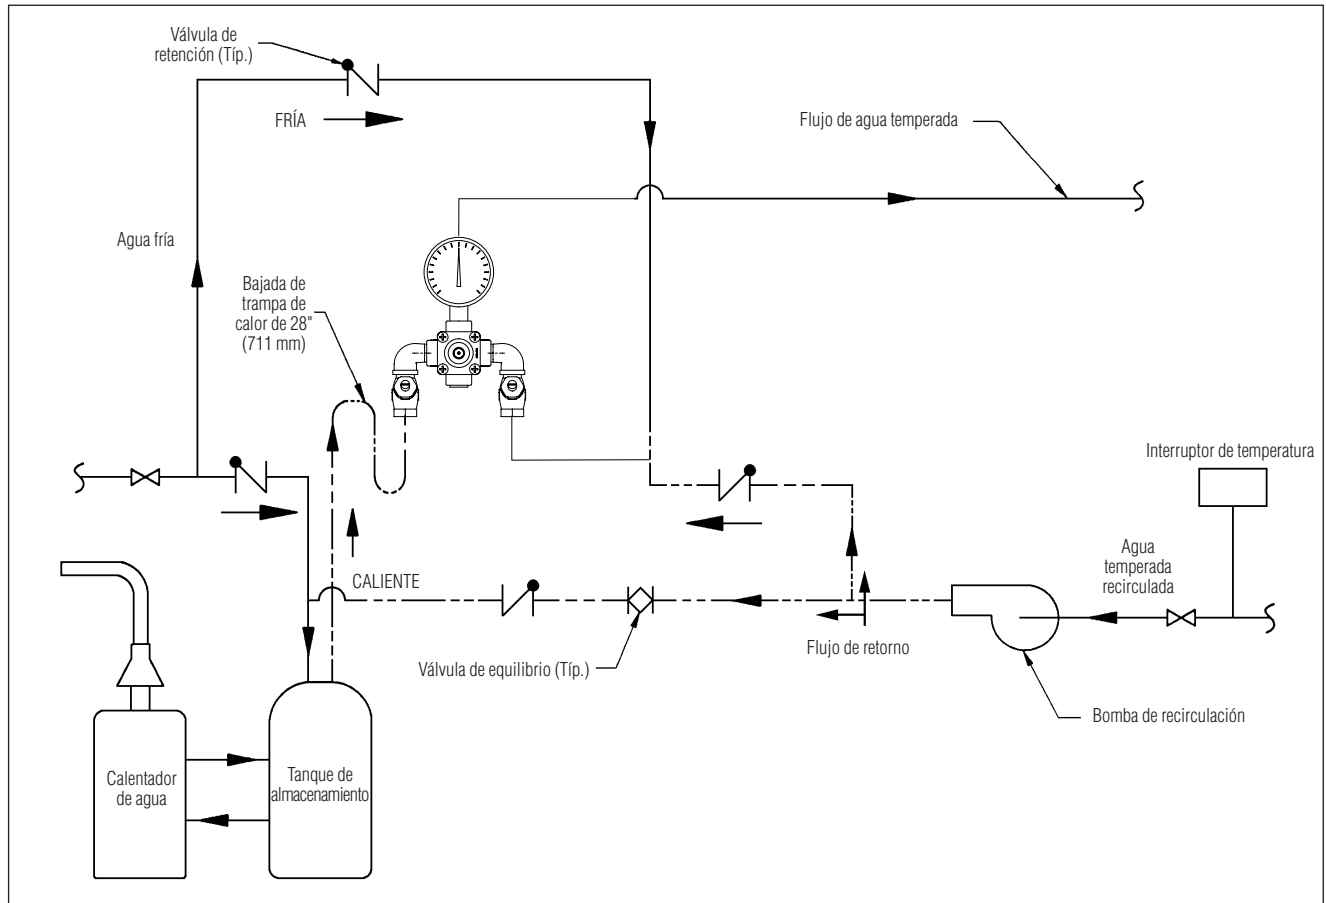 Válvula de
retención (Típ.)
FRÍA
Flujo de agua temperada
Agua fría
Bajada de
trampa de
calor de 28"
(711 mm)
Interruptor de temperatura
Agua
temperada
recirculada
CALIENTE
Flujo de retorno
Válvula de equilibrio (Típ.)
Bomba de recirculación
Calentador
de agua
Tanque de
almacenamiento